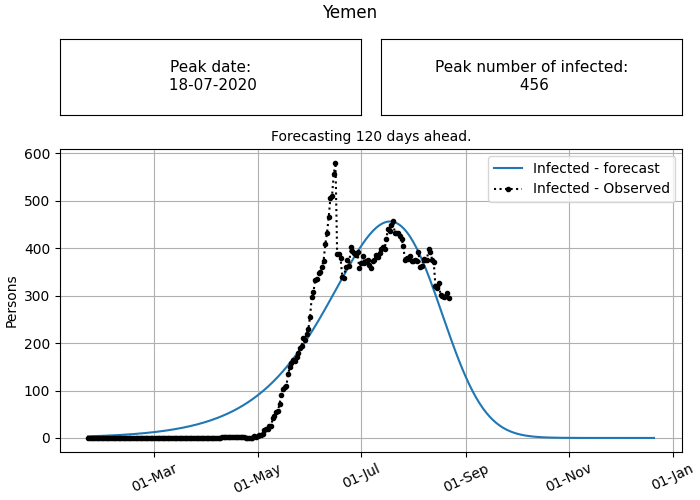 Yemen
Peak date:
18-07-2020
Peak number of infected:
456
Forecasting 120 days ahead.
Infected - forecast
Infected - Observed
Persons
600
500
400
300
200
100
0
01-Mar
01-May
01-Jul
01-Sep
01-Nov
01-Jan